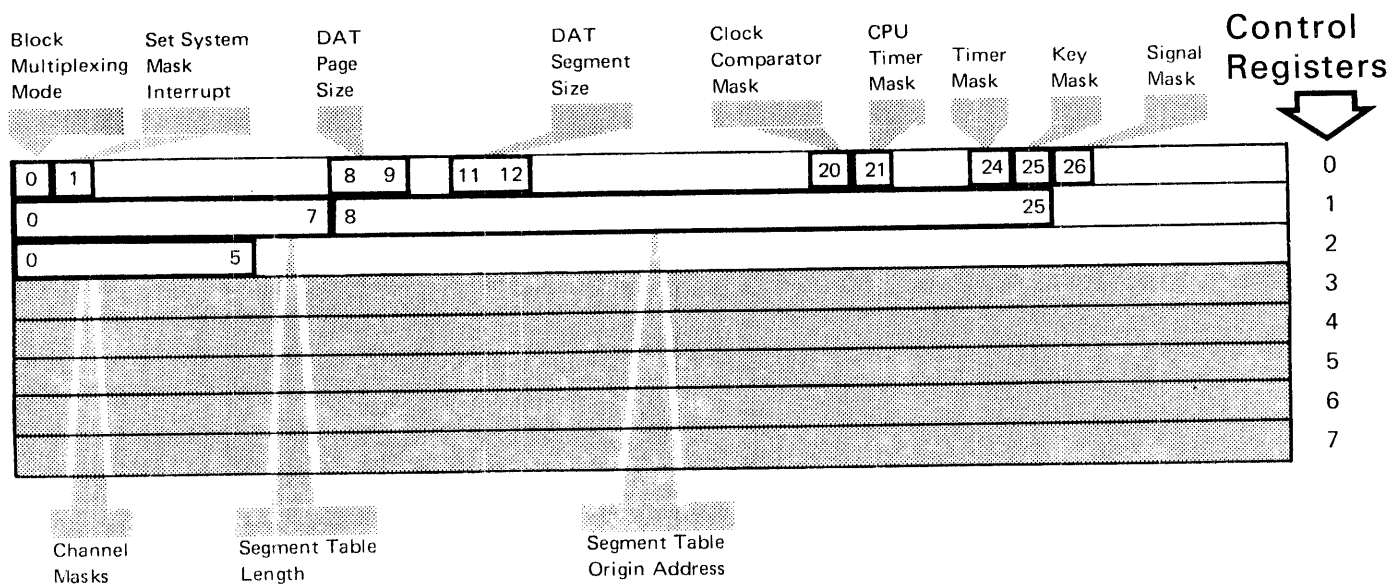 Block
Multiplexing
Mode
Set System
Mask
Interrupt
DAT
Page
Size
DAT
Segment
Size
Clock
Comparator
Mask
CPU
Timer
Mask
Timer
Mask
Key
Mask
Signal
Mask
Control
Registers
0 1 8 9 11 12 20 21 24 25 26 0
0 7 8 25 1
0 5 2
3
4
5
6
7
Channel
Masks
Segment Table
Length
Segment Table
Origin Address